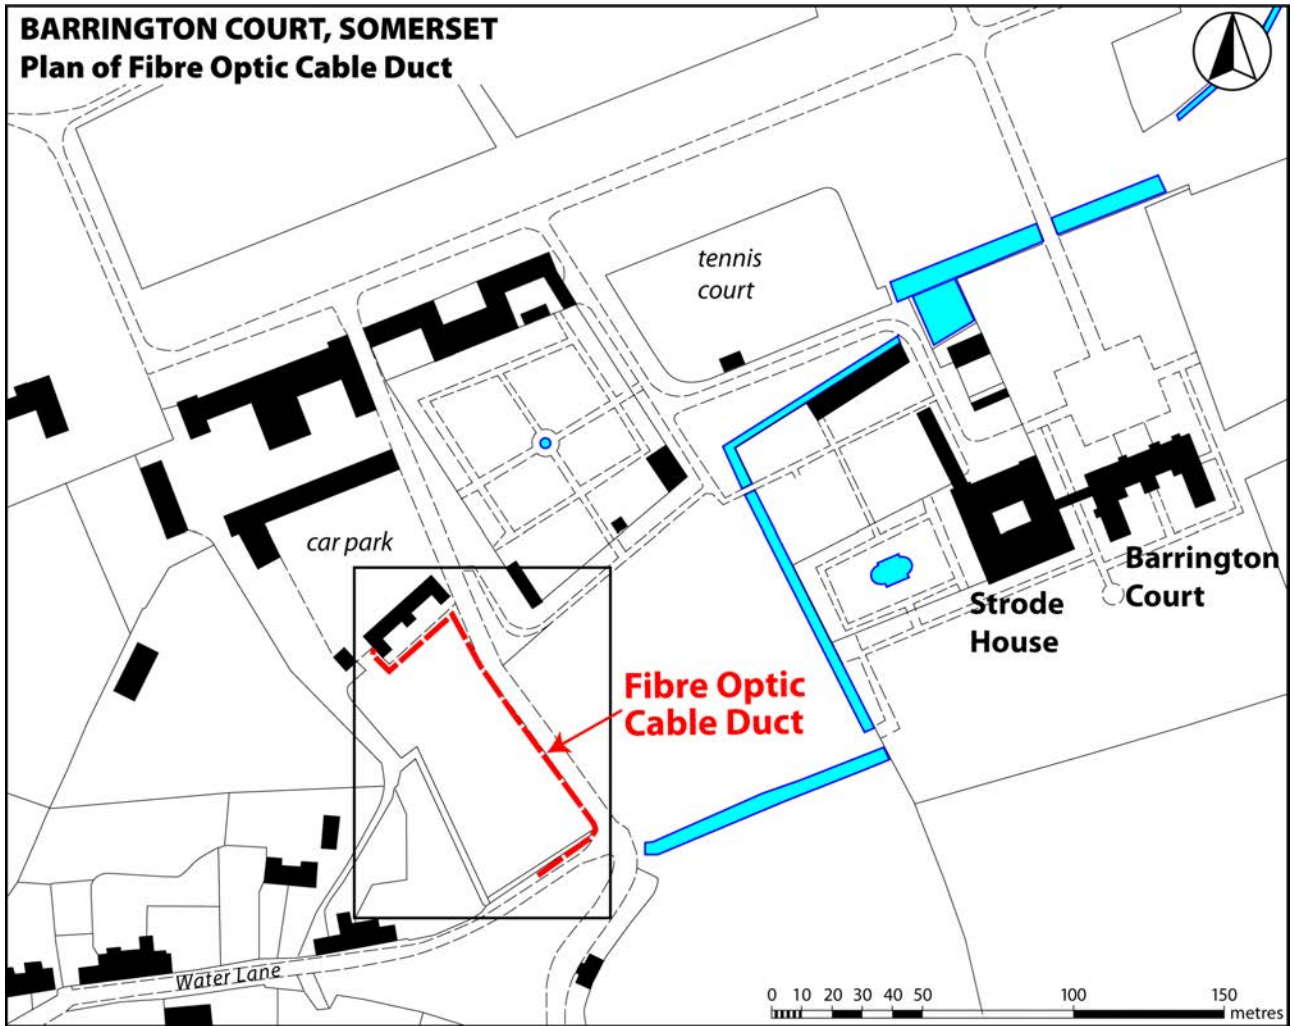 BARRINGTON COURT, SOMERSET
Plan of Fibre Optic Cable Duct
tennis
court
car park
Barrington
Court
Strode
House
Fibre Optic
Cable Duct
Water Lane
0 10 20 30 40 50 100 150 metres